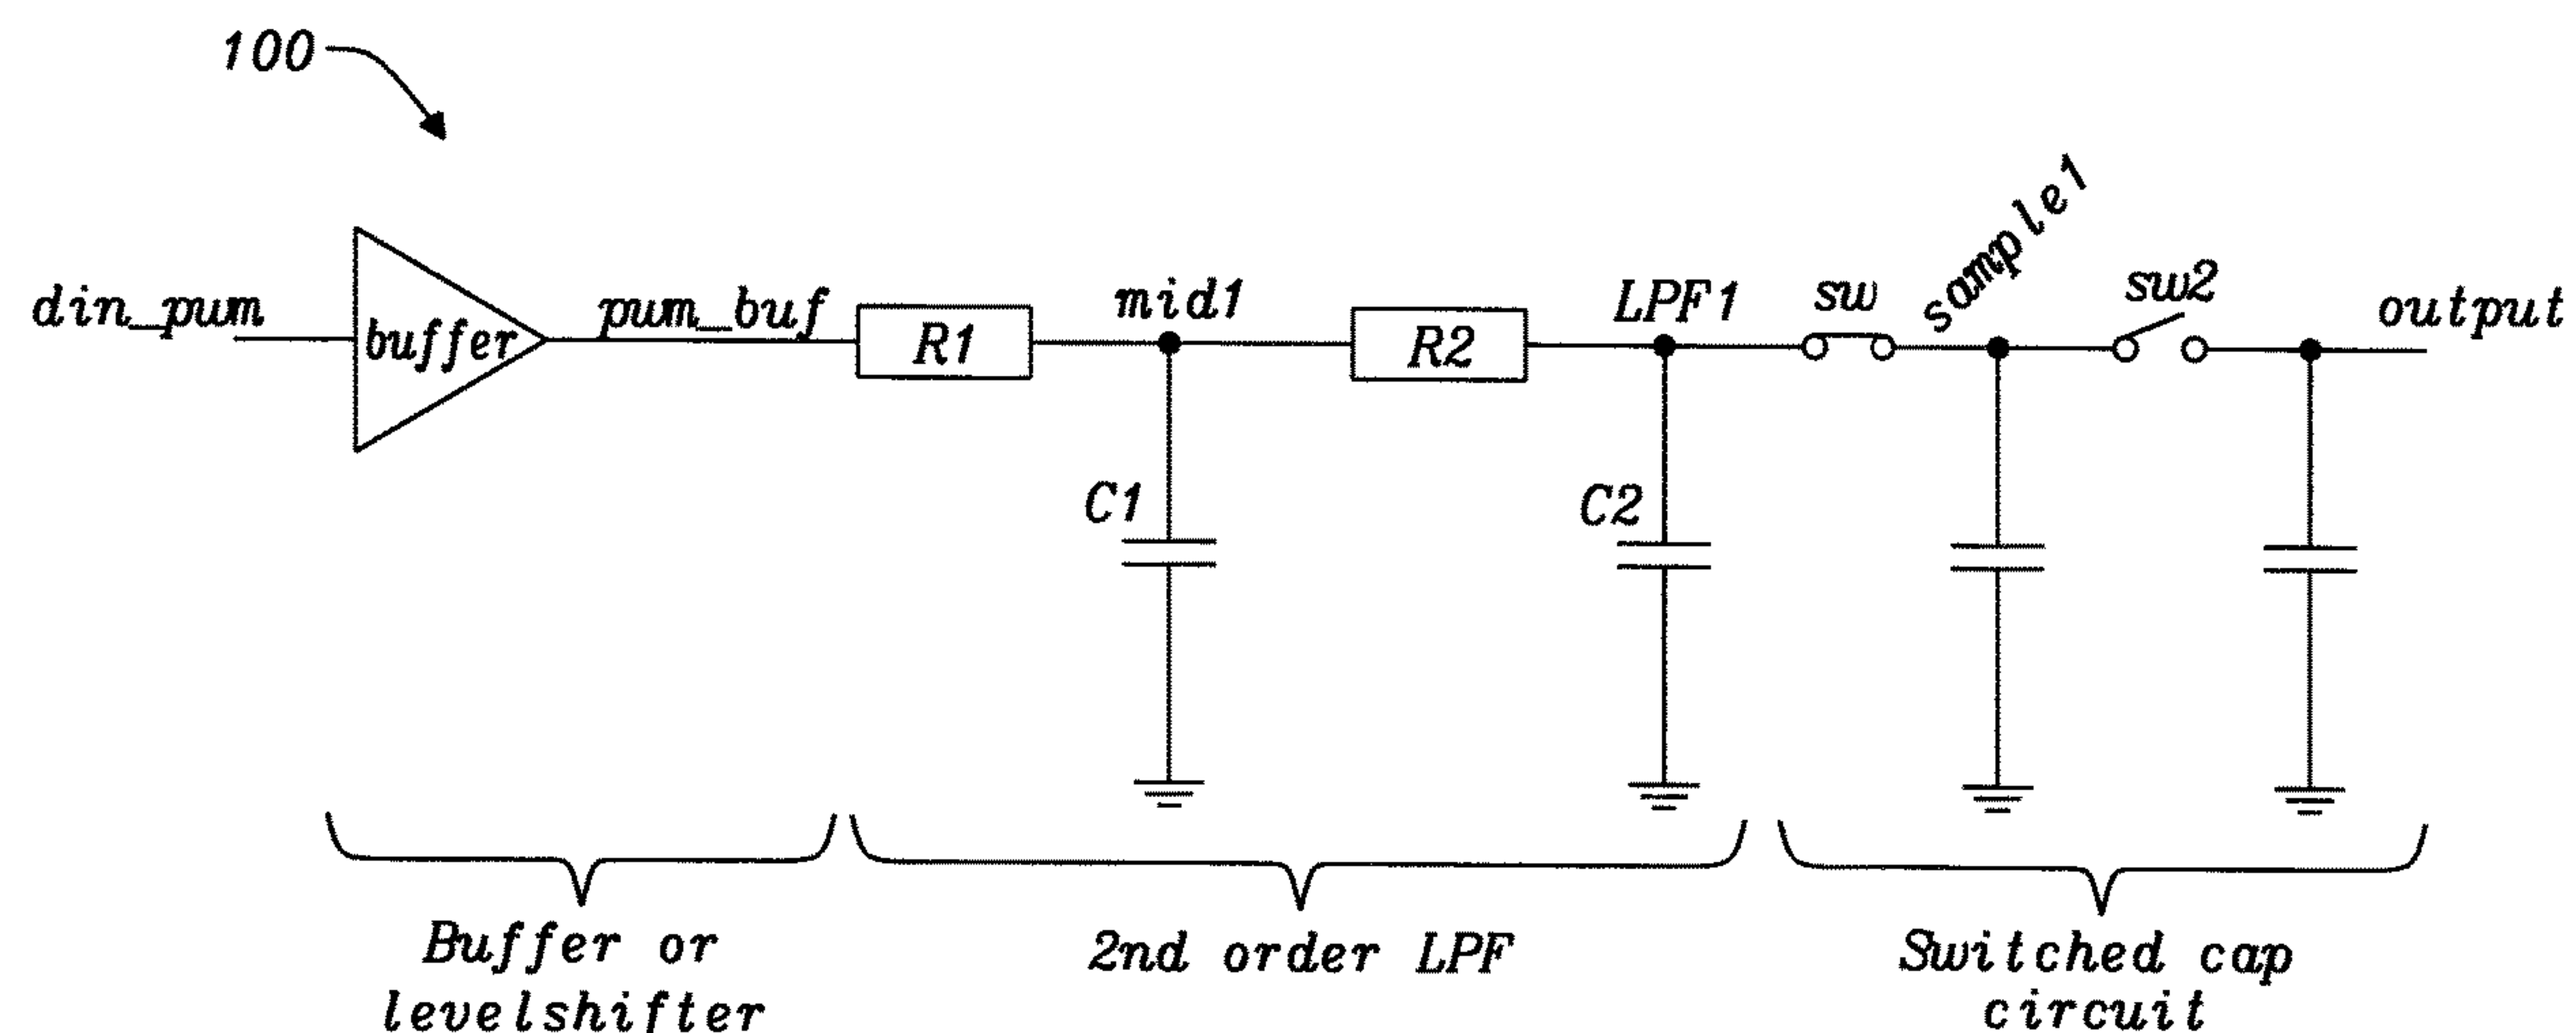 100
din_pwm
buffer
pwm_buf
R1
mid1
R2
LPF1
sw
sample1
sw2
output
C1
C2
Buffer or
levelshifter
2nd order LPF
Switched cap
circuit